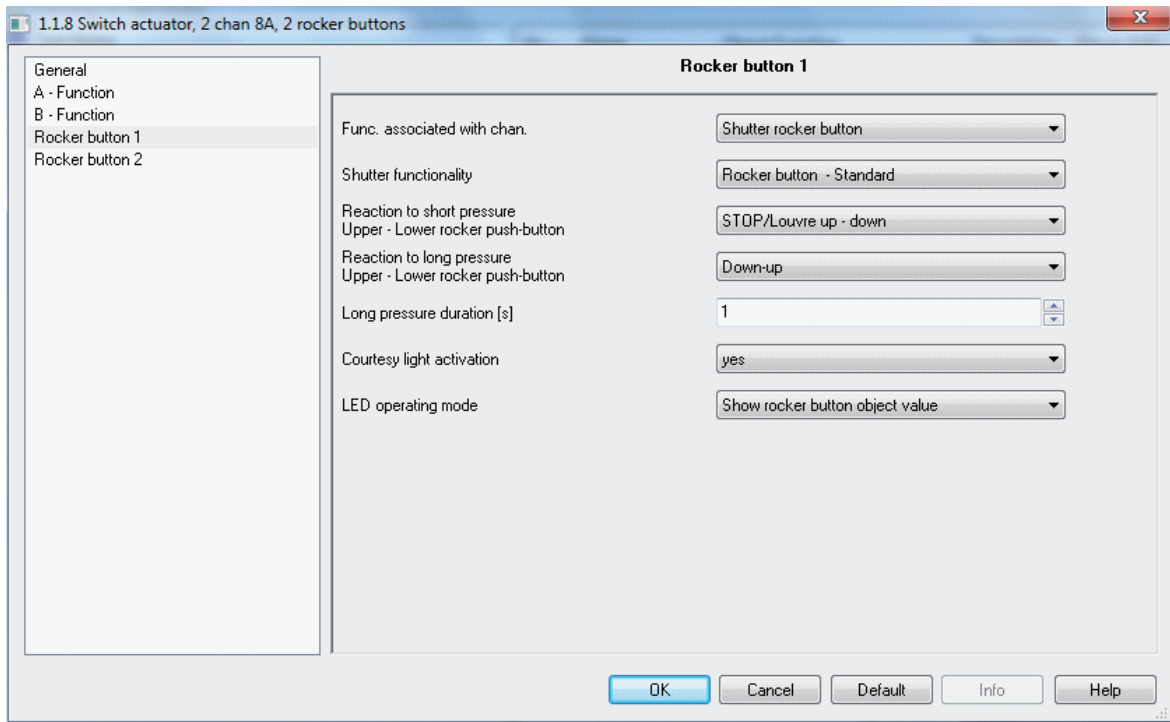 1.1.8 Switch actuator, 2 chan 8A, 2 rocker buttons
General
A - Function
B - Function
Rocker button 1
Rocker button 2
Rocker button 1
Func. associated with chan.
Shutter rocker button
Shutter functionality
Rocker button - Standard
Reaction to short pressure
Upper - Lower rocker push-button
STOP/Louvre up - down
Reaction to long pressure
Upper - Lower rocker push-button
Down-up
Long pressure duration [s]
1
Courtesy light activation
yes
LED operating mode
Show rocker button object value
OK
Cancel
Default
Info
Help